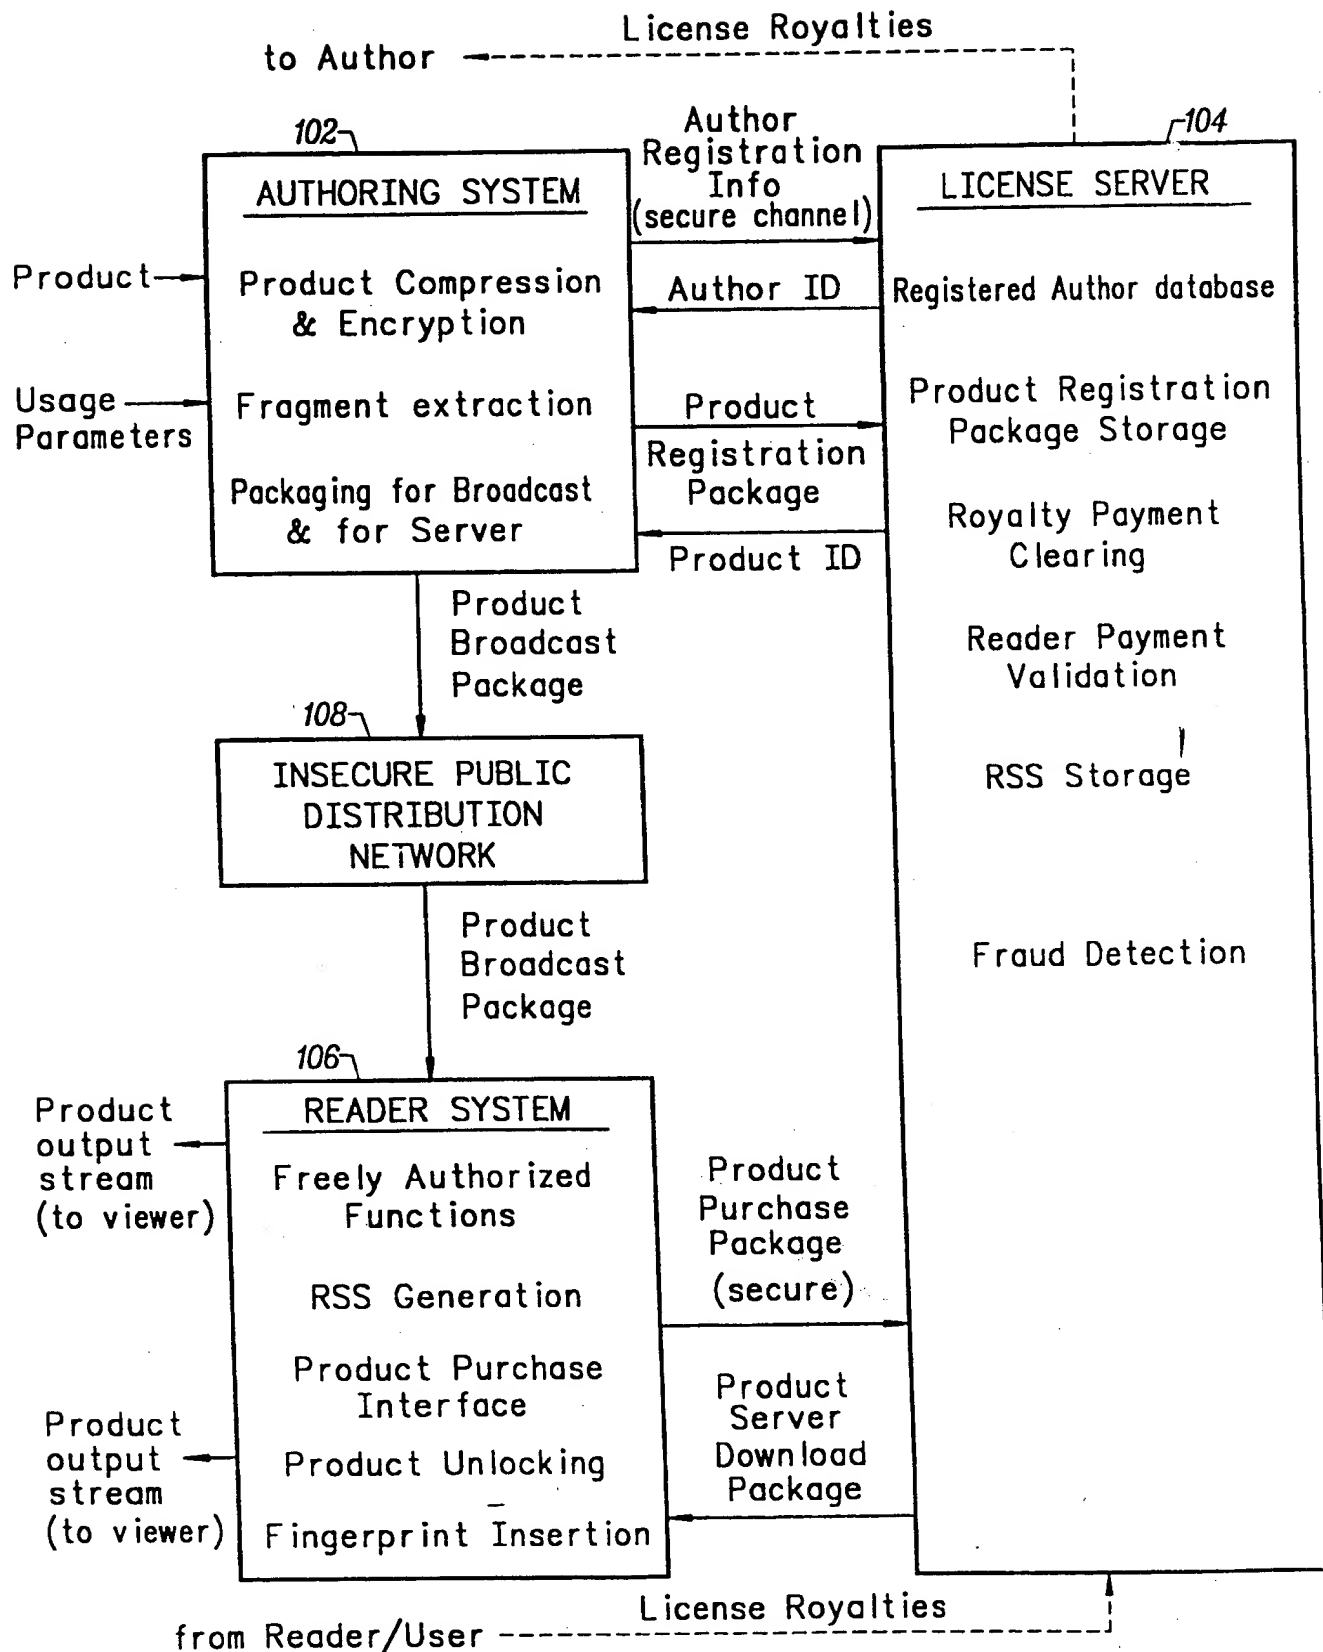 License Royalties
to Author
102
AUTHORING SYSTEM
Product Compression
& Encryption
Fragment extraction
Packaging for Broadcast
& for Server
Product
Usage
Parameters
Author
Registration
Info
(secure channel)
Author ID
Product
Registration
Package
Product ID
104
LICENSE SERVER
Registered Author database
Product Registration
Package Storage
Royalty Payment
Clearing
Reader Payment
Validation
RSS Storage
Fraud Detection
Product
Broadcast
Package
108
INSECURE PUBLIC
DISTRIBUTION
NETWORK
Product
Broadcast
Package
106
READER SYSTEM
Freely Authorized
Functions
RSS Generation
Product Purchase
Interface
Product Unlocking
Fingerprint Insertion
Product
output
stream
(to viewer)
Product
output
stream
(to viewer)
Product
Purchase
Package
(secure)
Product
Server
Download
Package
License Royalties
from Reader/User